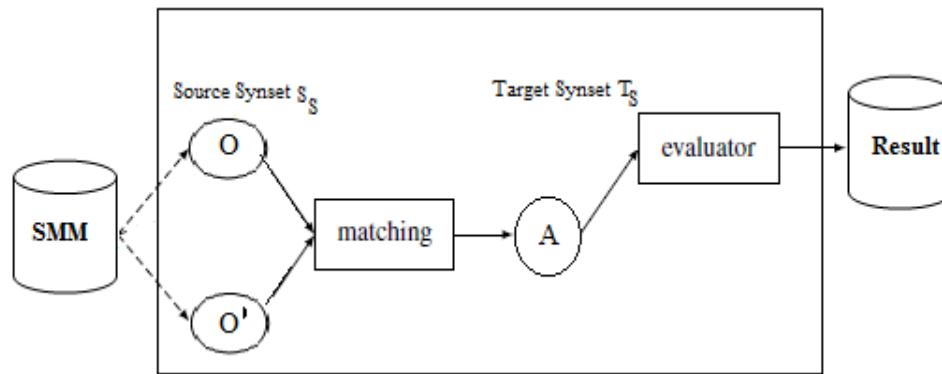 Source Synset S_S
Target Synset T_S
O
evaluator
Result
SMM
matching
A
O'